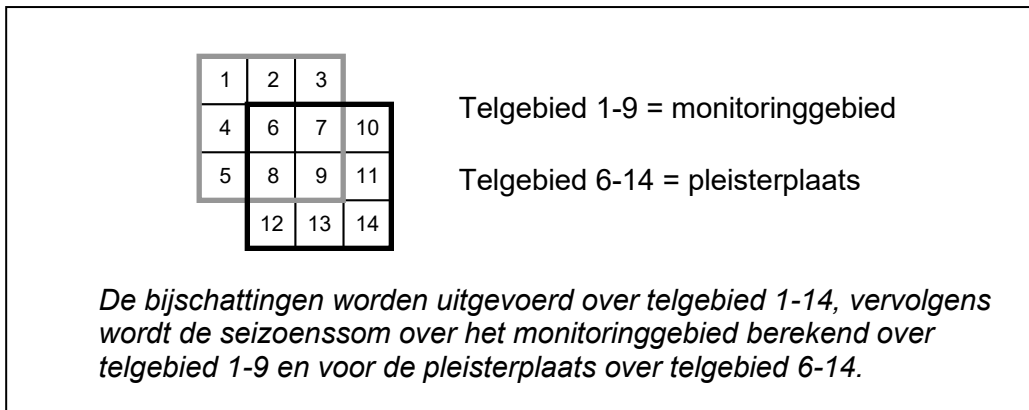 1 2 3
4 6 7 10
5 8 9 11
12 13 14
Telgebied 1-9 = monitoringgebied
Telgebied 6-14 = pleisterplaats
De bijschattingen worden uitgevoerd over telgebied 1-14, vervolgens
wordt de seizoenssom over het monitoringgebied berekend over
telgebied 1-9 en voor de pleisterplaats over telgebied 6-14.